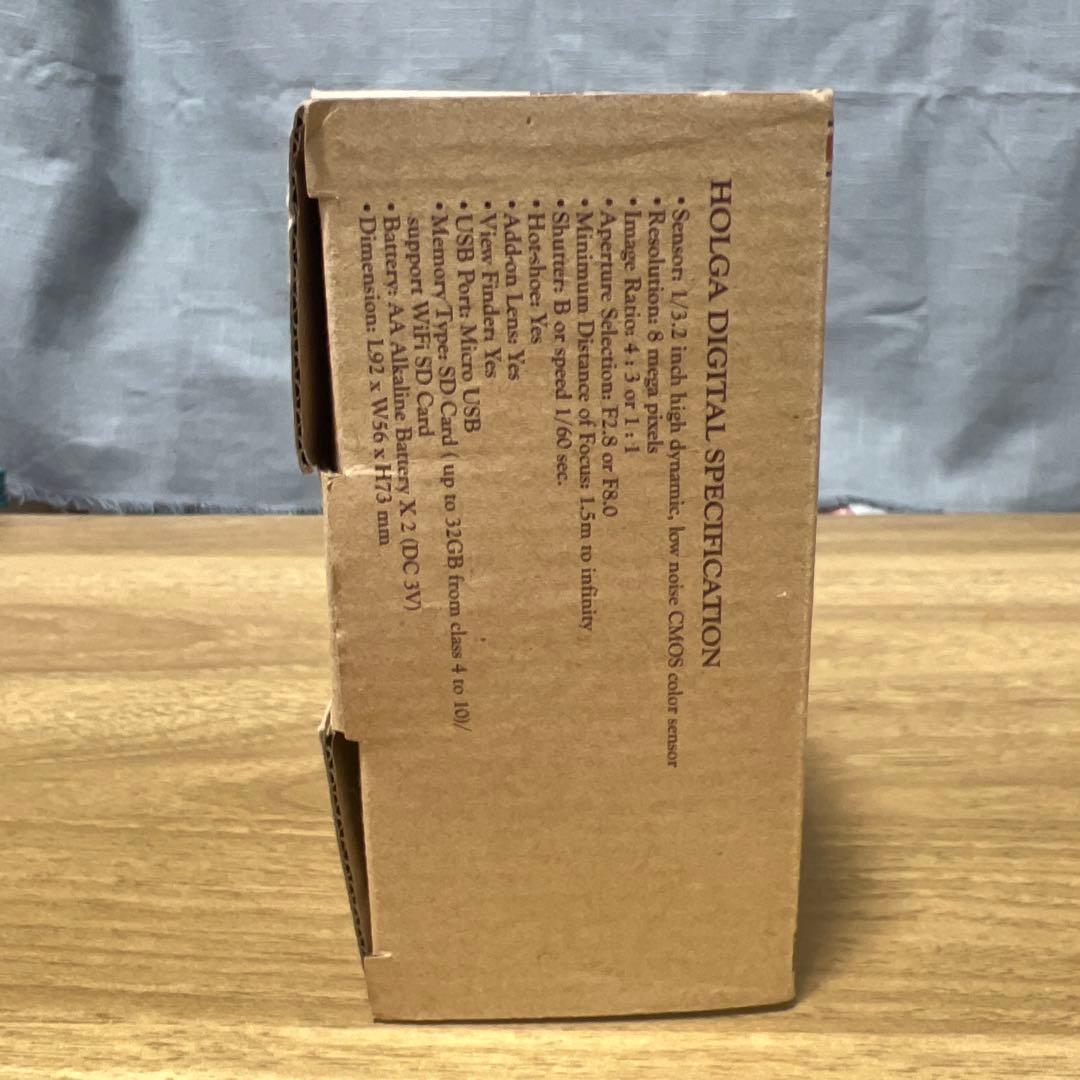 HOLGA DIGITAL SPECIFICATION
• Sensor: 1/3.2 inch high dynamic, low noise CMOS color sensor
• Resolution: 8 mega pixels
• Image Ratio: 4 : 3 or 1 : 1
• Aperture Selection: F2.8 or F8.0
• Minimum Distance of Focus: 1.5m to infinity
• Shutter: B or speed 1/60 sec.
• Hot-shoe: Yes
• Add-on Lens: Yes
• View Finder: Yes
• USB Port: Micro USB
• Memory Type: SD Card ( up to 32GB from class 4 to 10)/
support WiFi SD Card
• Battery: AA Alkaline Battery X 2 (DC 3V)
• Dimension: L92 x W56 x H73 mm